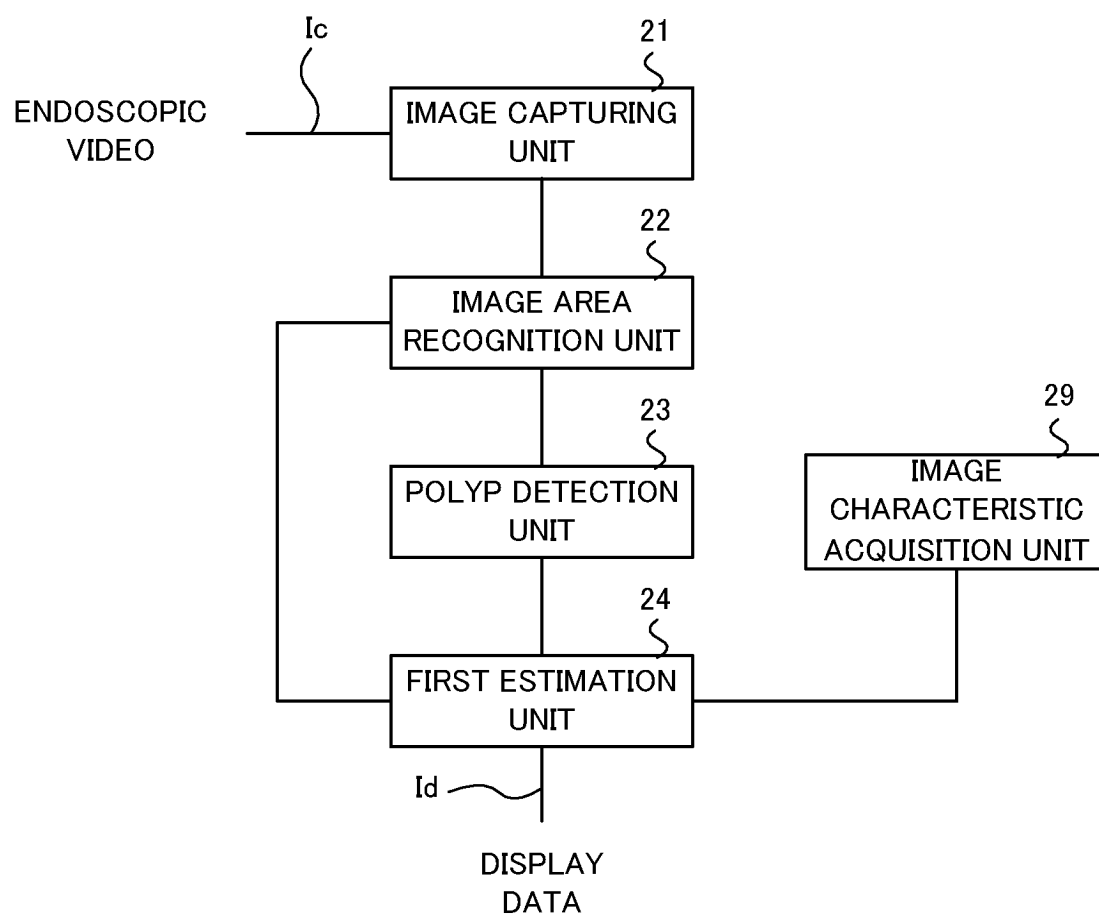 Ic
21
ENDOSCOPIC
VIDEO
IMAGE CAPTURING
UNIT
22
IMAGE AREA
RECOGNITION UNIT
23
POLYP DETECTION
UNIT
29
IMAGE
CHARACTERISTIC
ACQUISITION UNIT
24
FIRST ESTIMATION
UNIT
Id
DISPLAY
DATA